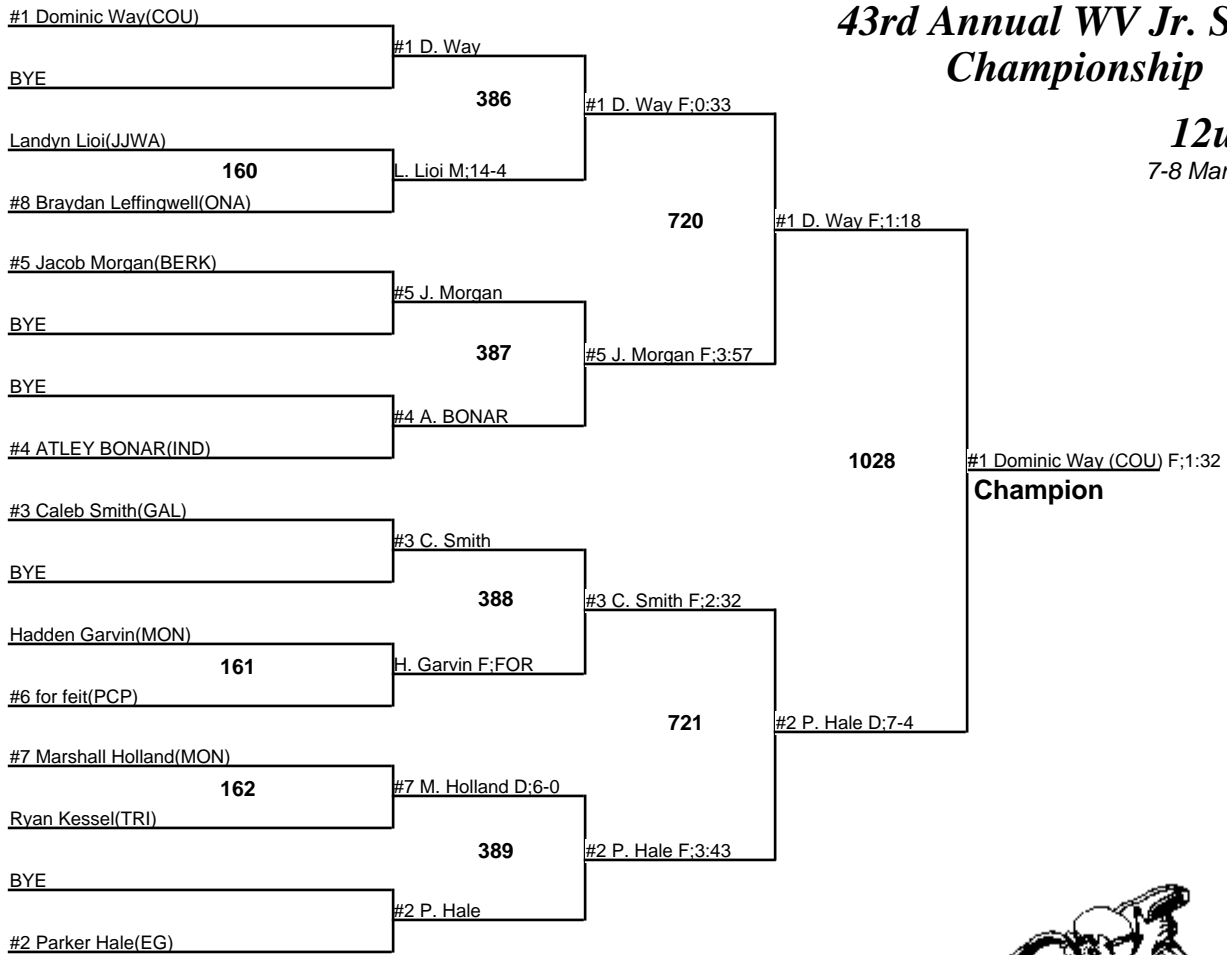 43rd Annual WV Jr. S
Championship
12u
7-8 Mar
#1 Dominic Way(COU)
BYE
Landyn Lioi(JJWA)
160
#8 Braydan Leffingwell(ONA)
#5 Jacob Morgan(BERK)
BYE
BYE
#4 ATLEY BONAR(IND)
#3 Caleb Smith(GAL)
BYE
Hadden Garvin(MON)
161
#6 for feit(PCP)
#7 Marshall Holland(MON)
162
Ryan Kessel(TRI)
BYE
#2 Parker Hale(EG)
#1 D. Way
386
L. Lioi M;14-4
#5 J. Morgan
387
#4 A. BONAR
#3 C. Smith
388
H. Garvin F;FOR
#7 M. Holland D;6-0
389
#2 P. Hale
#1 D. Way F;0:33
720
#5 J. Morgan F;3:57
#3 C. Smith F;2:32
721
#2 P. Hale F;3:43
#1 D. Way F;1:18
1028
#2 P. Hale D;7-4
#1 Dominic Way (COU) F;1:32
Champion